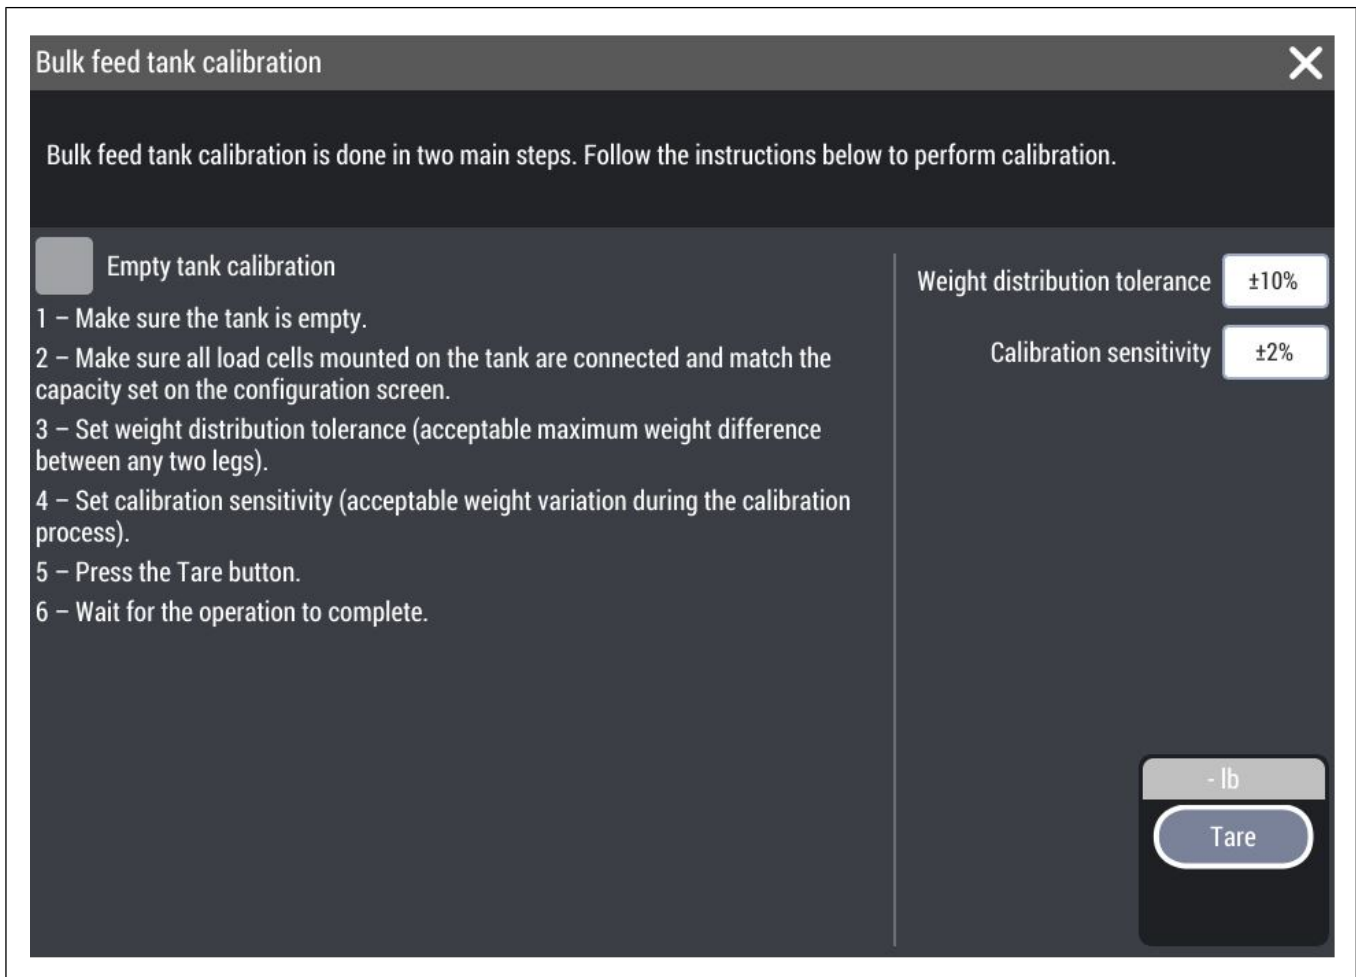 Bulk feed tank calibration
Bulk feed tank calibration is done in two main steps. Follow the instructions below to perform calibration.
Empty tank calibration
1 – Make sure the tank is empty.
2 – Make sure all load cells mounted on the tank are connected and match the
capacity set on the configuration screen.
3 – Set weight distribution tolerance (acceptable maximum weight difference
between any two legs).
4 – Set calibration sensitivity (acceptable weight variation during the calibration
process).
5 – Press the Tare button.
6 – Wait for the operation to complete.
Weight distribution tolerance ±10%
Calibration sensitivity ±2%
- lb
Tare